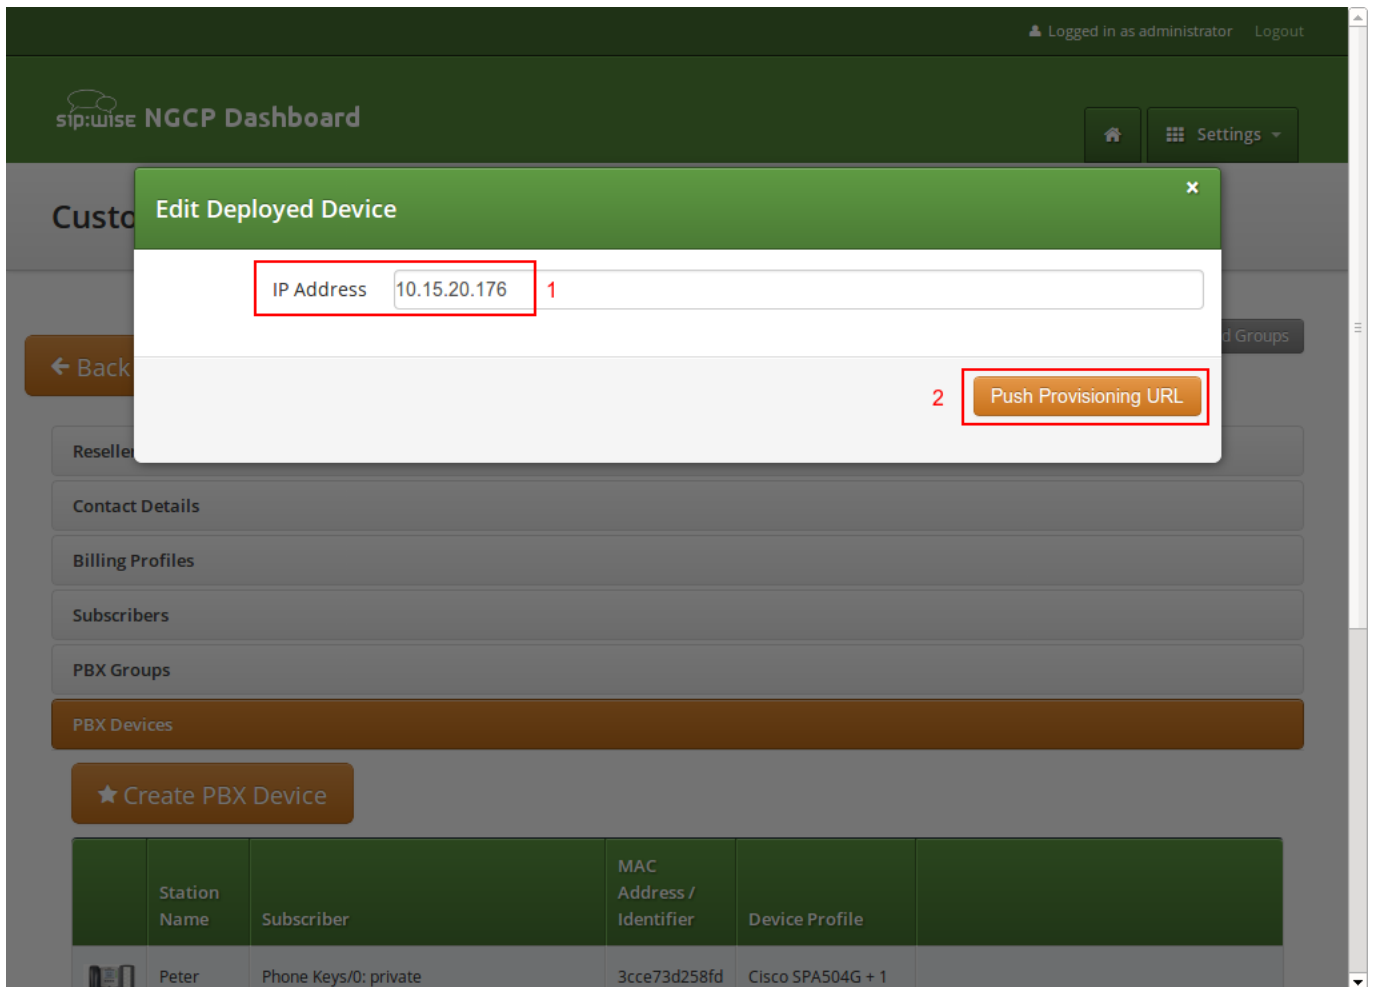 Logged in as administrator Logout
sip:wise NGCP Dashboard
Settings
Custo
Edit Deployed Device ×
IP Address 10.15.20.176 1
d Groups
Back
2 Push Provisioning URL
Reseller
Contact Details
Billing Profiles
Subscribers
PBX Groups
PBX Devices
Create PBX Device
MAC
Station Address /
Name Subscriber Identifier Device Profile
Peter Phone Keys/0: private 3cce73d258fd Cisco SPA504G + 1